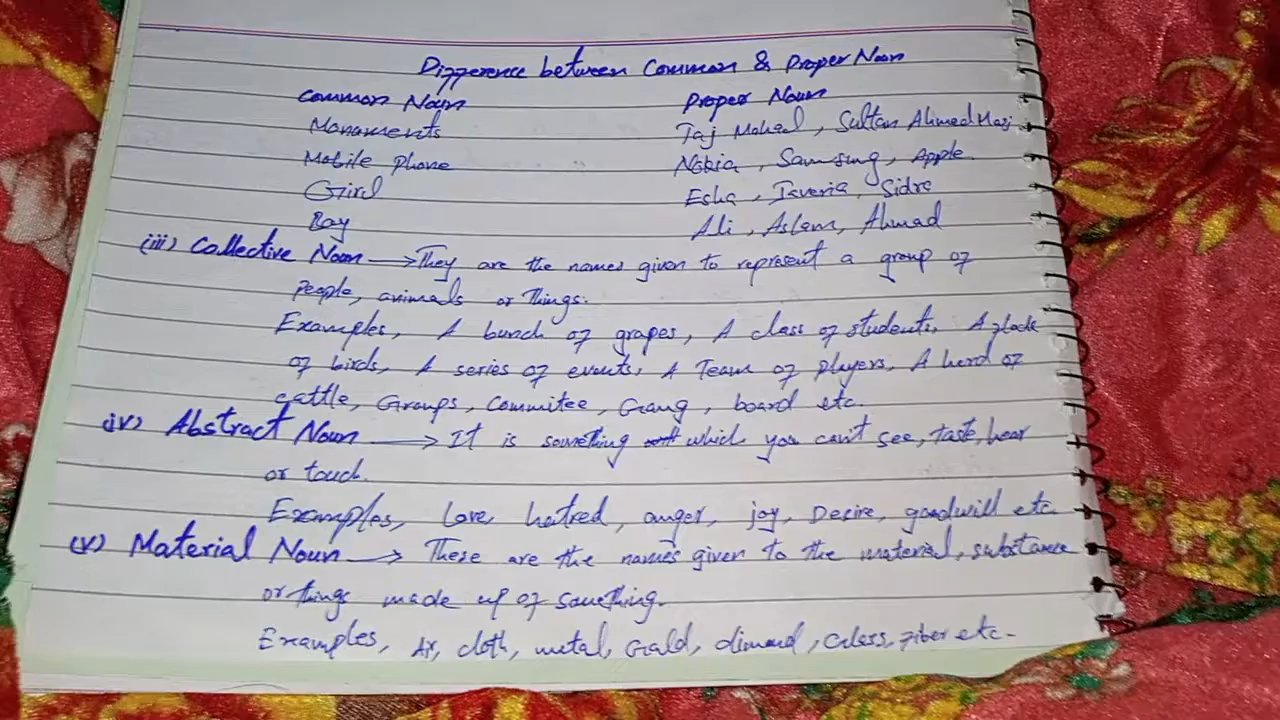 Difference between Common & Proper Noun
Common Noun Proper Noun
Monaments Taj Mahal, Sultan Ahmed Masj
Mobile phone Nokia, Samsung, Apple
Girl Esha, Javeria, Sidra
Boy Ali, Aslam, Ahmad
(iii) Collective Noun → They are the names given to represent a group of
People, animals or things.
Examples, A bunch of grapes, A class of students, A flock
of birds, A series of events, A Team of players, A herd of
cattle, Groups, Commitee, Gang, board etc.
iv) Abstract Noun → It is something which you can't see, taste, hear
or touch.
Examples, Love, hatred, anger, joy, Desire, goodwill etc
(v) Material Noun → These are the names given to the material, substance
or things made up of something.
Examples, Air, cloth, metal, Gold, dimond, Glass, Fiber etc.